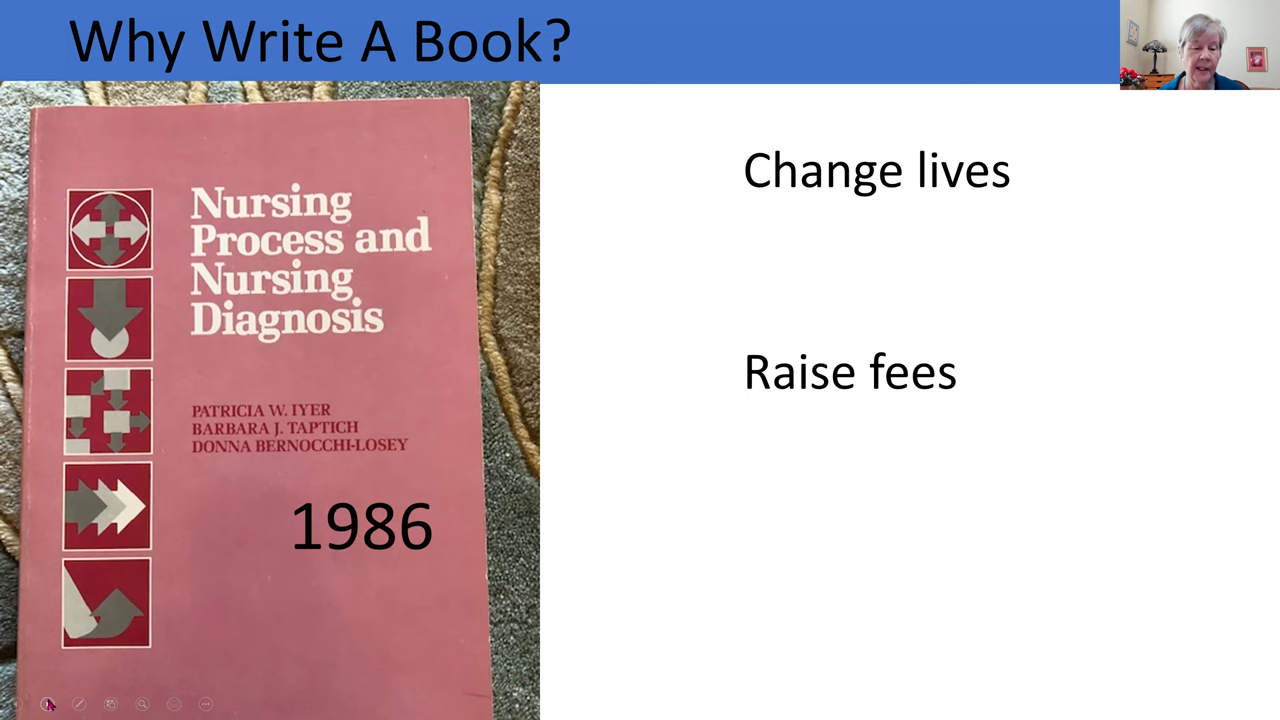 Why Write A Book?
Nursing
Process and
Nursing
Diagnosis
PATRICIA W. IYER
BARBARA J. TAPTICH
DONNA BERNOCCHI-LOSEY
1986
Change lives
Raise fees